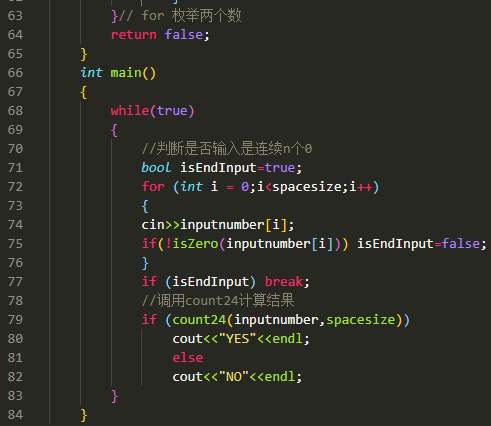 63 }// for 枚举两个数
64 return false;
65 }
66 int main()
67 {
68 while(true)
69 {
70 //判断是否输入是连续n个0
71 bool isEndInput=true;
72 for (int i = 0;i<spacesize;i++)
73 {
74 cin>>inputnumber[i];
75 if(!isZero(inputnumber[i])) isEndInput=false;
76 }
77 if (isEndInput) break;
78 //调用count24计算结果
79 if (count24(inputnumber,spacesize))
80 cout<<"YES"<<endl;
81 else
82 cout<<"NO"<<endl;
83 }
84 }